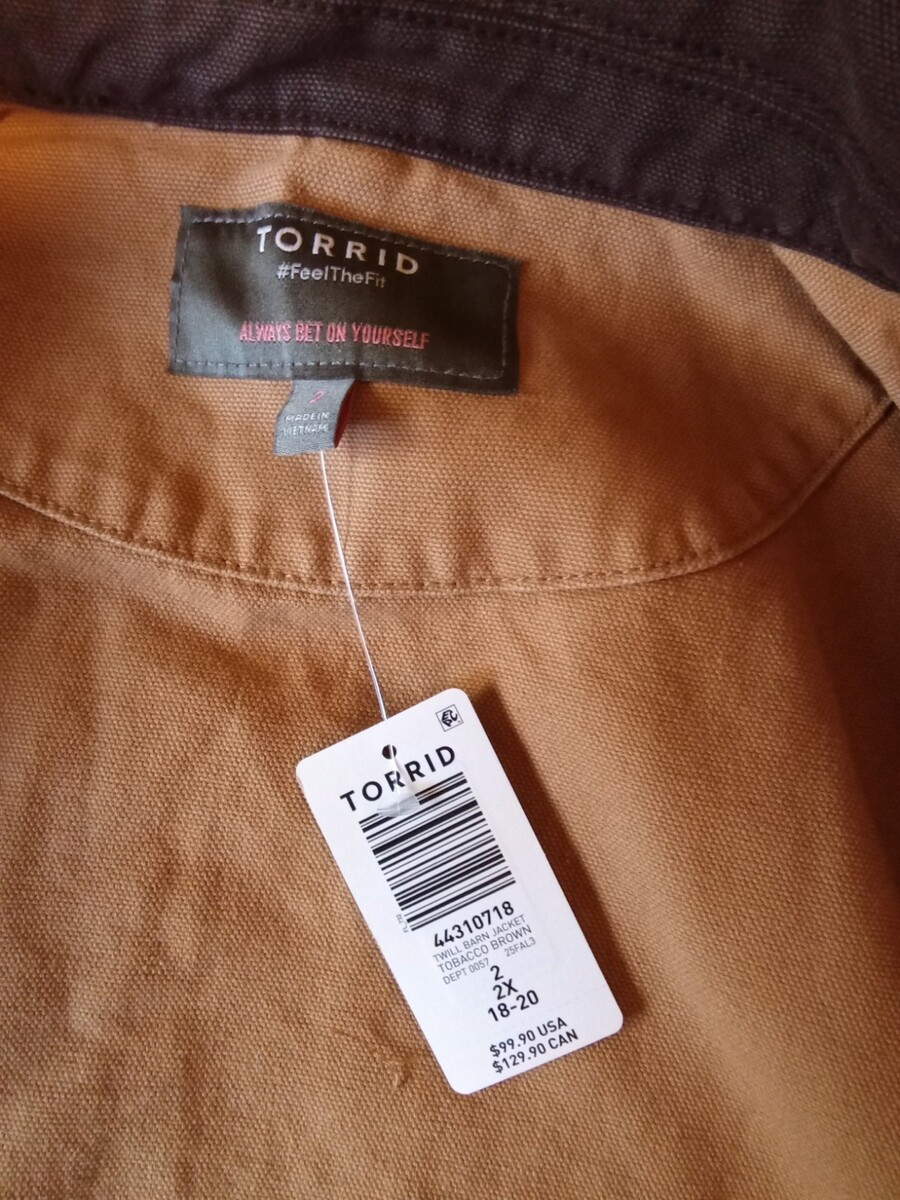 TORRID
#FeelTheFit
ALWAYS BET ON YOURSELF
2
MADE IN
VIETNAM
TORRID
44310718
TWILL BARN JACKET
TOBACCO BROWN
DEPT 0057 25FAL3
2
2X
18-20
$99.90 USA
$129.90 CAN